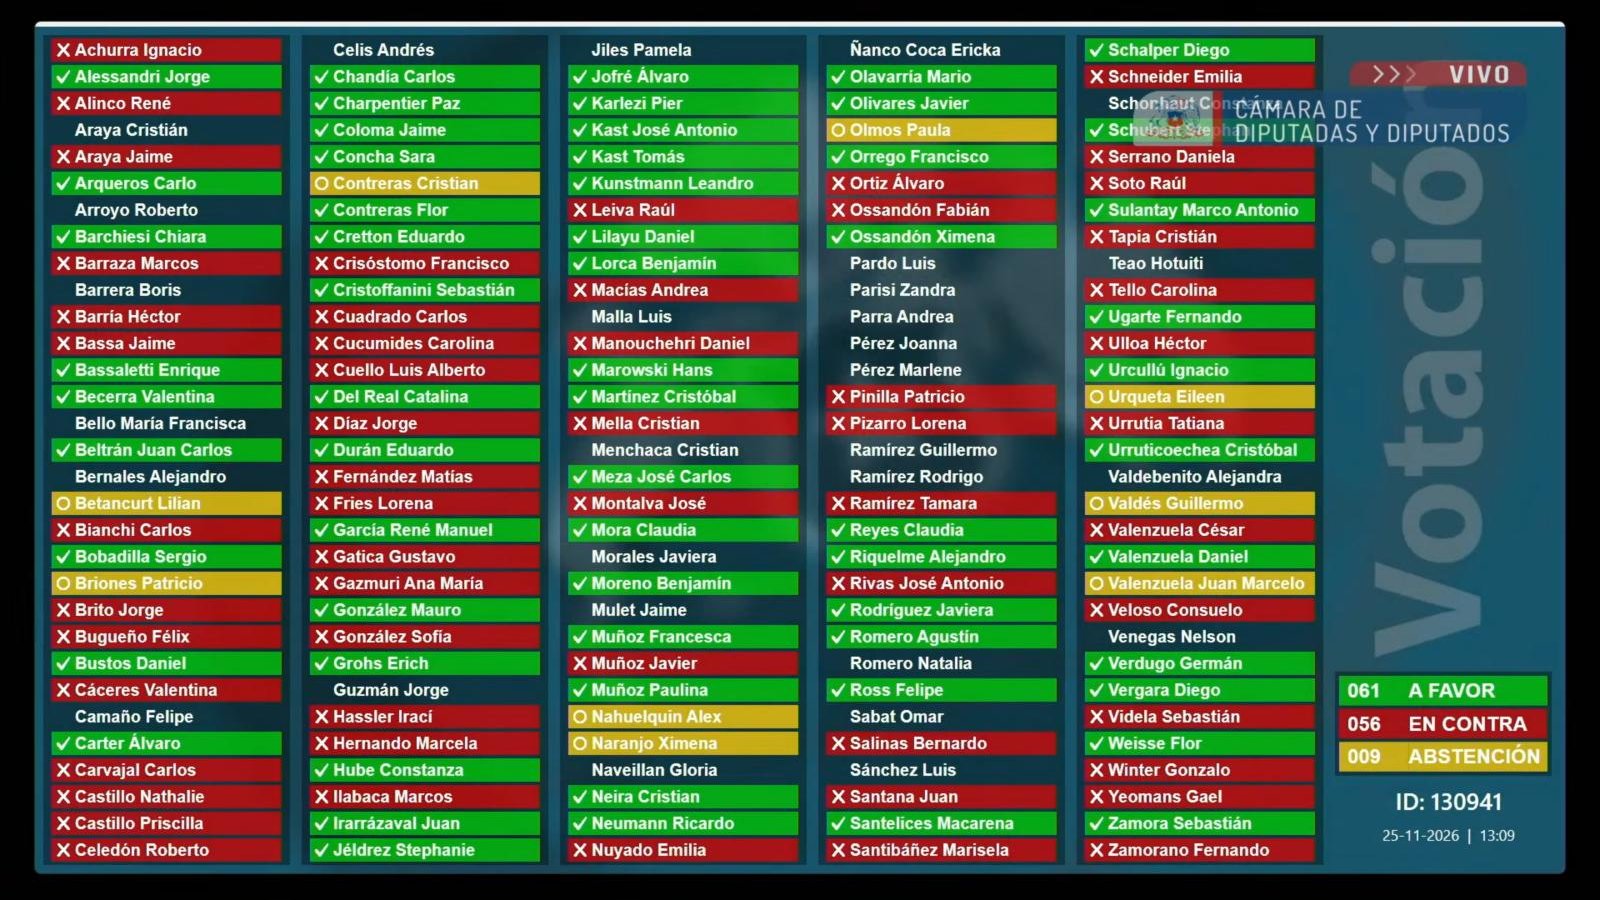 X Achurra Ignacio
✓ Alessandri Jorge
X Alinco René
Araya Cristián
X Araya Jaime
✓ Arqueros Carlo
Arroyo Roberto
✓ Barchiesi Chiara
X Barraza Marcos
Barrera Boris
X Barría Héctor
X Bassa Jaime
✓ Bassaletti Enrique
✓ Becerra Valentina
Bello María Francisca
✓ Beltrán Juan Carlos
Bernales Alejandro
O Betancurt Lilian
X Bianchi Carlos
✓ Bobadilla Sergio
O Briones Patricio
X Brito Jorge
X Bugueño Félix
✓ Bustos Daniel
X Cáceres Valentina
Camaño Felipe
✓ Carter Álvaro
X Carvajal Carlos
X Castillo Nathalie
X Castillo Priscilla
X Celedón Roberto
Celis Andrés
✓ Chandía Carlos
✓ Charpentier Paz
✓ Coloma Jaime
✓ Concha Sara
O Contreras Cristian
✓ Contreras Flor
✓ Cretton Eduardo
X Crisóstomo Francisco
✓ Cristoffanini Sebastián
X Cuadrado Carlos
X Cucumides Carolina
X Cuello Luis Alberto
✓ Del Real Catalina
X Díaz Jorge
✓ Durán Eduardo
X Fernández Matías
X Fries Lorena
✓ García René Manuel
X Gatica Gustavo
X Gazmuri Ana María
✓ González Mauro
X González Sofía
✓ Grohs Erich
Guzmán Jorge
X Hassler Irací
X Hernando Marcela
✓ Hube Constanza
X Ilabaca Marcos
✓ Irarrázaval Juan
✓ Jéldrez Stephanie
Jiles Pamela
✓ Jofré Álvaro
✓ Karlezi Pier
✓ Kast José Antonio
✓ Kast Tomás
✓ Kunstmann Leandro
X Leiva Raúl
✓ Lilayu Daniel
✓ Lorca Benjamín
X Macías Andrea
Malla Luis
X Manouchehri Daniel
✓ Marowski Hans
✓ Martínez Cristóbal
X Mella Cristian
Menchaca Cristian
✓ Meza José Carlos
X Montalva José
✓ Mora Claudia
Morales Javiera
✓ Moreno Benjamín
Mulet Jaime
✓ Muñoz Francesca
X Muñoz Javier
✓ Muñoz Paulina
O Nahuelquin Alex
O Naranjo Ximena
Naveillan Gloria
✓ Neira Cristian
✓ Neumann Ricardo
X Nuyado Emilia
Ñanco Coca Ericka
✓ Olavarría Mario
✓ Olivares Javier
O Olmos Paula
✓ Orrego Francisco
X Ortiz Álvaro
X Ossandón Fabián
✓ Ossandón Ximena
Pardo Luis
Parisi Zandra
Parra Andrea
Pérez Joanna
Pérez Marlene
X Pinilla Patricio
X Pizarro Lorena
Ramírez Guillermo
Ramírez Rodrigo
X Ramírez Tamara
✓ Reyes Claudia
✓ Riquelme Alejandro
X Rivas José Antonio
✓ Rodríguez Javiera
✓ Romero Agustín
Romero Natalia
✓ Ross Felipe
Sabat Omar
X Salinas Bernardo
Sánchez Luis
X Santana Juan
✓ Santelices Macarena
X Santibáñez Marisela
✓ Schalper Diego
X Schneider Emilia
✓ Schubert
X Serrano Daniela
X Soto Raúl
✓ Sulantay Marco Antonio
X Tapia Cristián
Teao Hotuiti
X Tello Carolina
✓ Ugarte Fernando
X Ulloa Héctor
✓ Urcullú Ignacio
O Urqueta Eileen
X Urrutia Tatiana
✓ Urruticoechea Cristóbal
Valdebenito Alejandra
O Valdés Guillermo
X Valenzuela César
✓ Valenzuela Daniel
O Valenzuela Juan Marcelo
X Veloso Consuelo
Venegas Nelson
✓ Verdugo Germán
✓ Vergara Diego
X Videla Sebastián
✓ Weisse Flor
X Winter Gonzalo
X Yeomans Gael
✓ Zamora Sebastián
X Zamorano Fernando
>>> VIVO
CÁMARA DE
DIPUTADAS Y DIPUTADOS
Votación
061 A FAVOR
056 EN CONTRA
009 ABSTENCIÓN
ID: 130941
25-11-2026 | 13:09